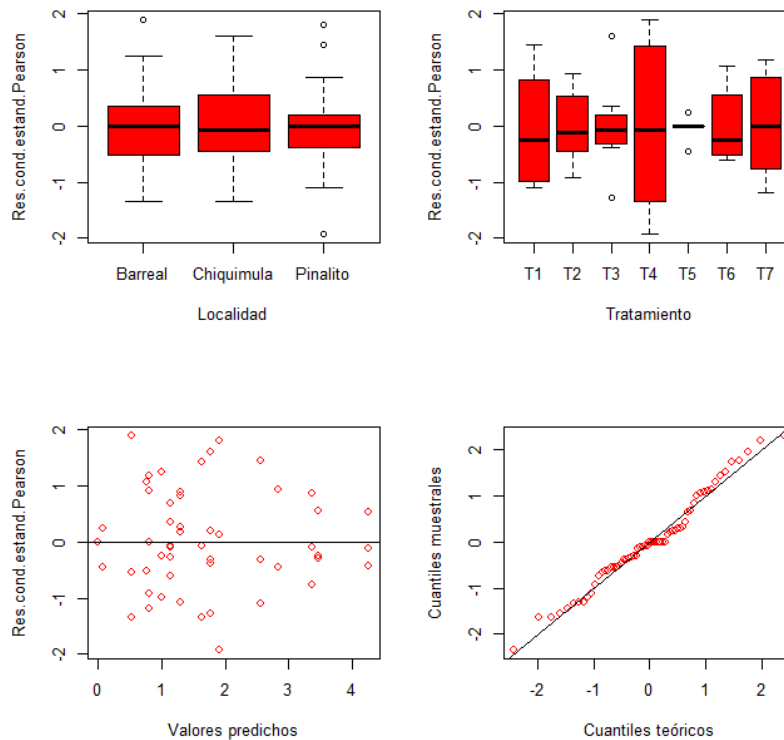 Res.cond.estand.Pearson
2
1
0
-1
-2
Barreal Chiquimula Pinalito
Localidad
Res.cond.estand.Pearson
2
1
0
-1
-2
T1 T2 T3 T4 T5 T6 T7
Tratamiento
Res.cond.estand.Pearson
2
1
0
-1
-2
0 1 2 3 4
Valores predichos
Cuantiles muestrales
2
1
0
-1
-2
-2 -1 0 1 2
Cuantiles teóricos